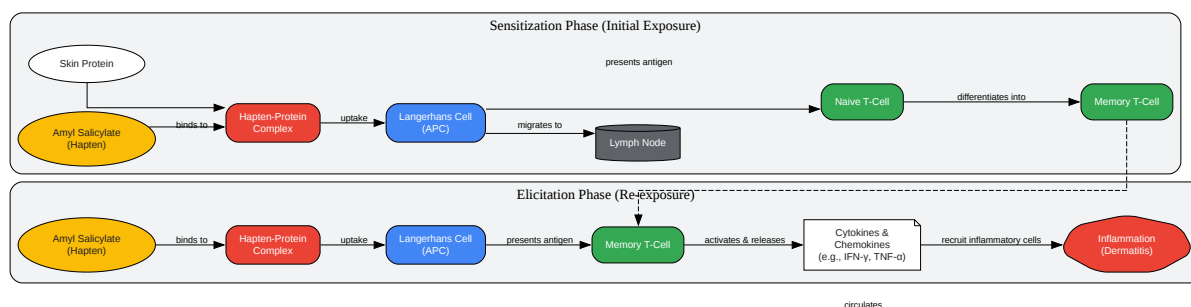 Sensitization Phase (Initial Exposure)
Skin Protein
presents antigen
Amyl Salicylate
(Hapten)
binds to
Hapten-Protein
Complex
uptake
Langerhans Cell
(APC)
migrates to
Lymph Node
Naive T-Cell
differentiates into
Memory T-Cell
Elicitation Phase (Re-exposure)
Amyl Salicylate
(Hapten)
binds to
Hapten-Protein
Complex
uptake
Langerhans Cell
(APC)
presents antigen
Memory T-Cell
activates & releases
Cytokines &
Chemokines
(e.g., IFN-γ, TNF-α)
recruit inflammatory cells
Inflammation
(Dermatitis)
circulates